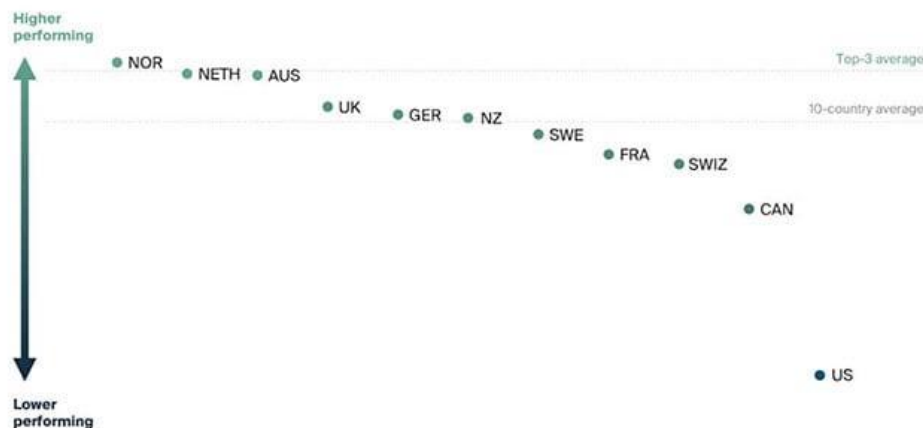 Higher
performing
NOR
NETH
AUS
Top-3 average
UK
GER
NZ
10-country average
SWE
FRA
SWIZ
CAN
US
Lower
performing